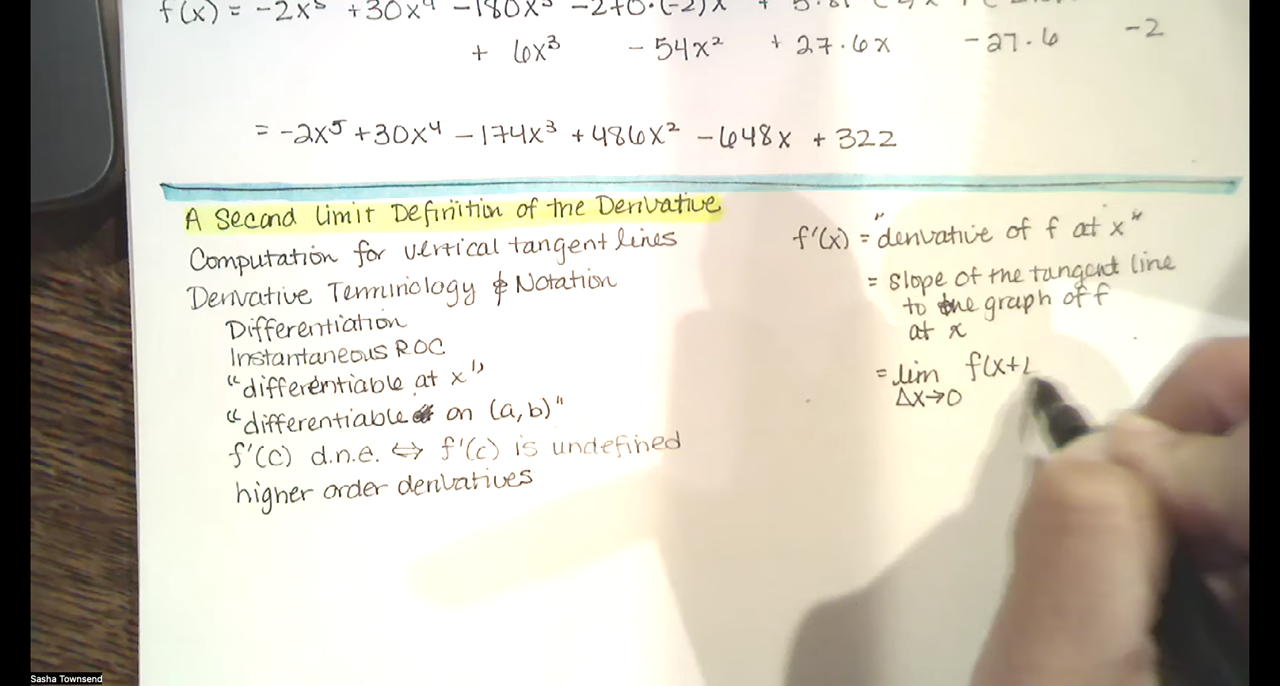 f(x) = -2x⁵ +30x⁴ -180x³
+ 6x³ - 54x² + 27·6x -27·6 -2
= -2x⁵ +30x⁴ -174x³ +486x² -648x + 322
A Second Limit Definition of the Derivative
Computation for vertical tangent lines
Derivative Terminology & Notation
Differentiation
Instantaneous ROC
"differentiable at x"
"differentiable on (a,b)"
f'(c) d.n.e. ⇔ f'(c) is undefined
higher order derivatives
f'(x) = "derivative of f at x"
= slope of the tangent line
to the graph of f
at x
= lim f(x+
Δx→0
Sasha Townsend